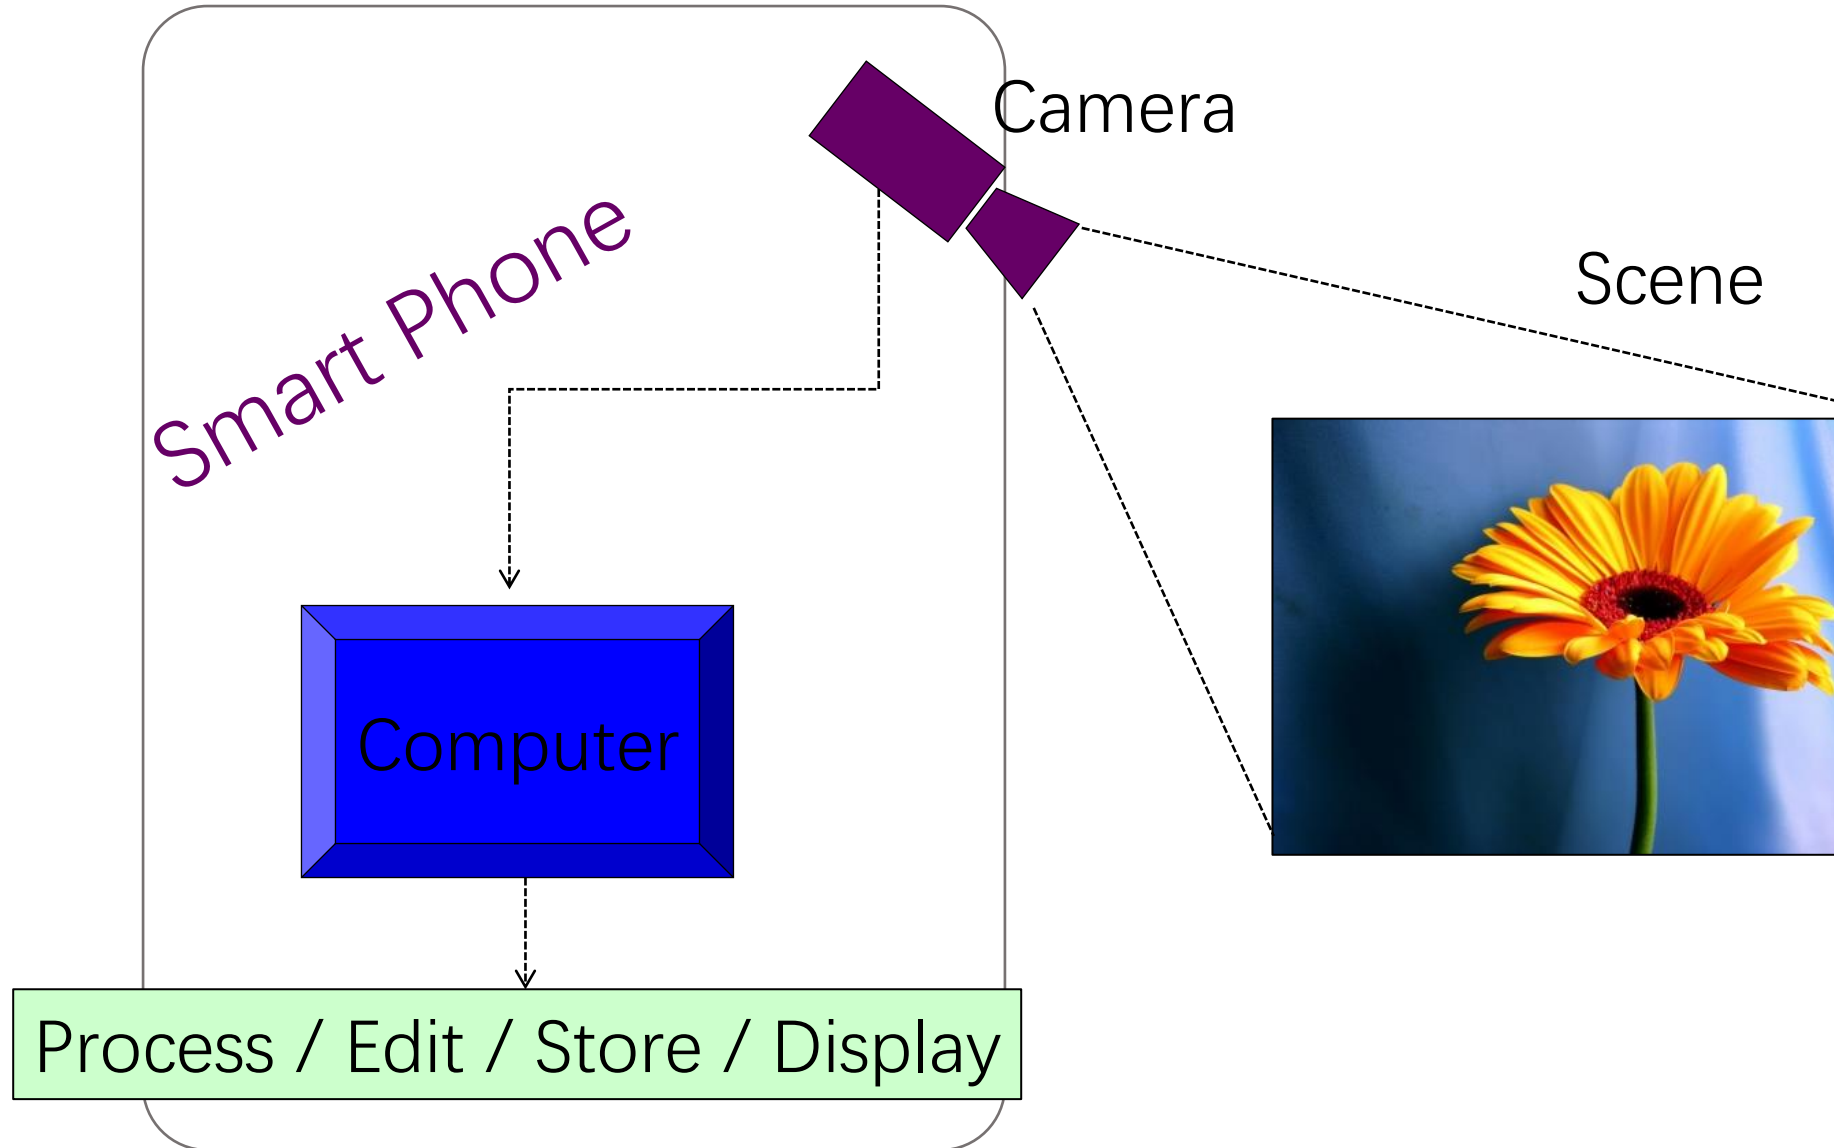 Camera
Smart Phone
Scene
Computer
Process / Edit / Store / Display